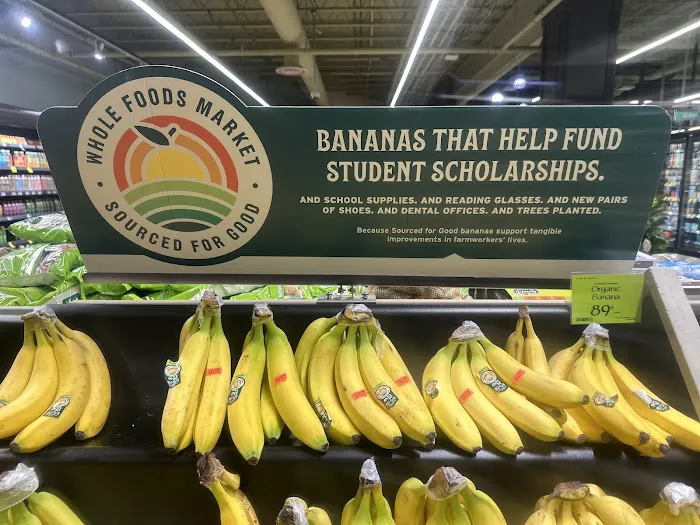 WHOLE FOODS MARKET
SOURCED FOR GOOD
BANANAS THAT HELP FUND
STUDENT SCHOLARSHIPS.
AND SCHOOL SUPPLIES. AND READING GLASSES. AND NEW PAIRS
OF SHOES. AND DENTAL OFFICES. AND TREES PLANTED.
Because Sourced for Good bananas support tangible
improvements in farmworkers' lives.
Organic
Banana
89¢